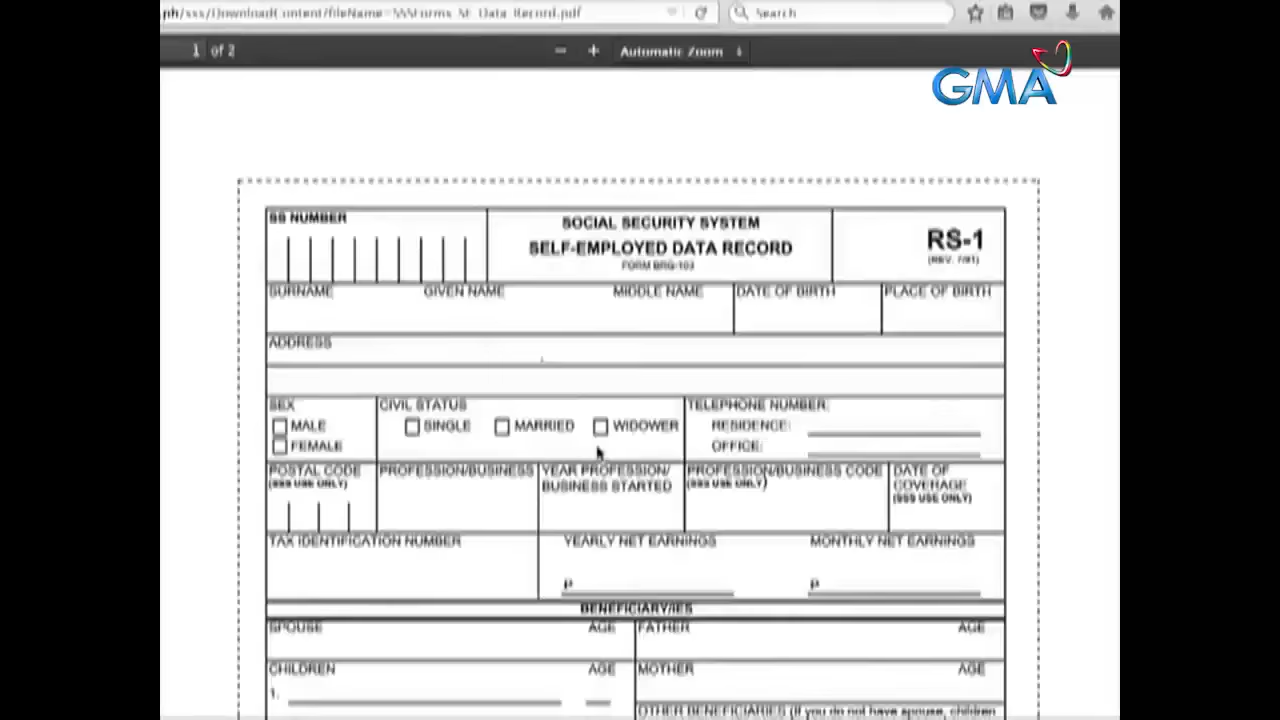 ph/sss/DownloadContent?fileName=SSSForms_SE_Data_Record.pdf
Search
1 of 2
Automatic Zoom
GMA
SS NUMBER
SOCIAL SECURITY SYSTEM
SELF-EMPLOYED DATA RECORD
FORM BRG-103
RS-1
(REV. 7/91)
SURNAME GIVEN NAME MIDDLE NAME DATE OF BIRTH PLACE OF BIRTH
ADDRESS
SEX CIVIL STATUS TELEPHONE NUMBER:
MALE SINGLE MARRIED WIDOWER RESIDENCE:
FEMALE OFFICE:
POSTAL CODE PROFESSION/BUSINESS YEAR PROFESSION/ PROFESSION/BUSINESS CODE DATE OF
(SSS USE ONLY) BUSINESS STARTED (SSS USE ONLY) COVERAGE
(SSS USE ONLY)
TAX IDENTIFICATION NUMBER YEARLY NET EARNINGS MONTHLY NET EARNINGS
P P
BENEFICIARY/IES
SPOUSE AGE FATHER AGE
CHILDREN AGE MOTHER AGE
1.
OTHER BENEFICIARIES (If you do not have spouse, children